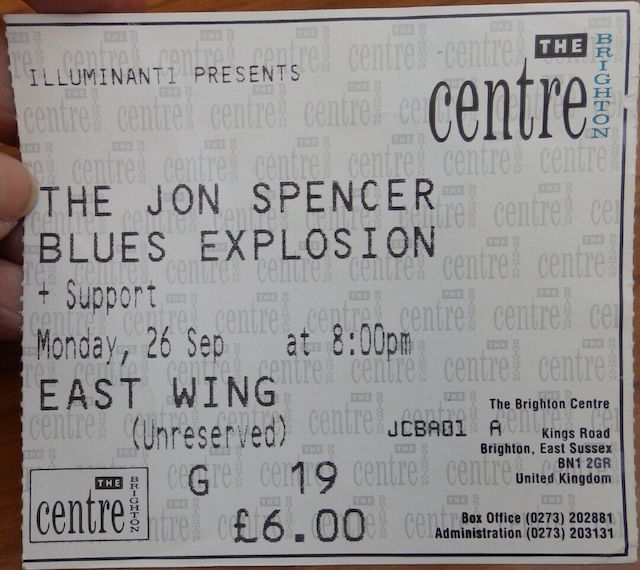 ILLUMINANTI PRESENTS
THE
centre
BRIGHTON
THE JON SPENCER
BLUES EXPLOSION
+ Support
Monday, 26 Sep at 8:00pm
EAST WING
(Unreserved)
JCBA01 A
G 19
£6.00
THE
centre
BRIGHTON
The Brighton Centre
Kings Road
Brighton, East Sussex
BN1 2GR
United Kingdom
Box Office (0273) 202881
Administration (0273) 203131